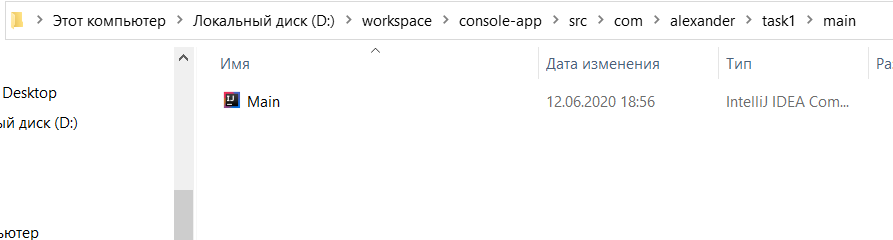 Этот компьютер > Локальный диск (D:) > workspace > console-app > src > com > alexander > task1 > main
Имя Дата изменения Тип Ра
Desktop
Main 12.06.2020 18:56 IntelliJ IDEA Com...
ый диск (D:)
ьютер